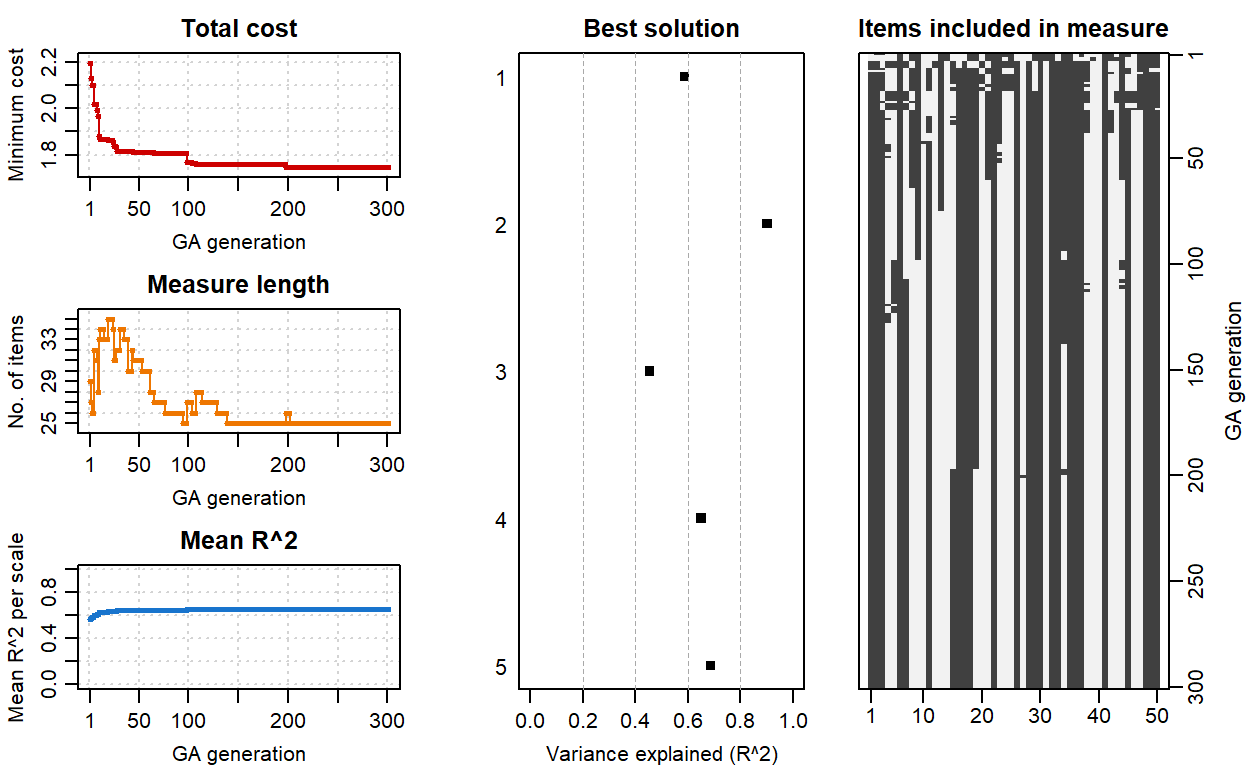 Total cost
Minimum cost
2.2
2.0
1.8
1 50 100 200 300
GA generation
Measure length
No. of items
33
29
25
1 50 100 200 300
GA generation
Mean R^2
Mean R^2 per scale
0.8
0.4
0.0
1 50 100 200 300
GA generation
Best solution
1
2
3
4
5
0.0 0.2 0.4 0.6 0.8 1.0
Variance explained (R^2)
Items included in measure
1
50
100
150
200
250
300
GA generation
1 10 20 30 40 50